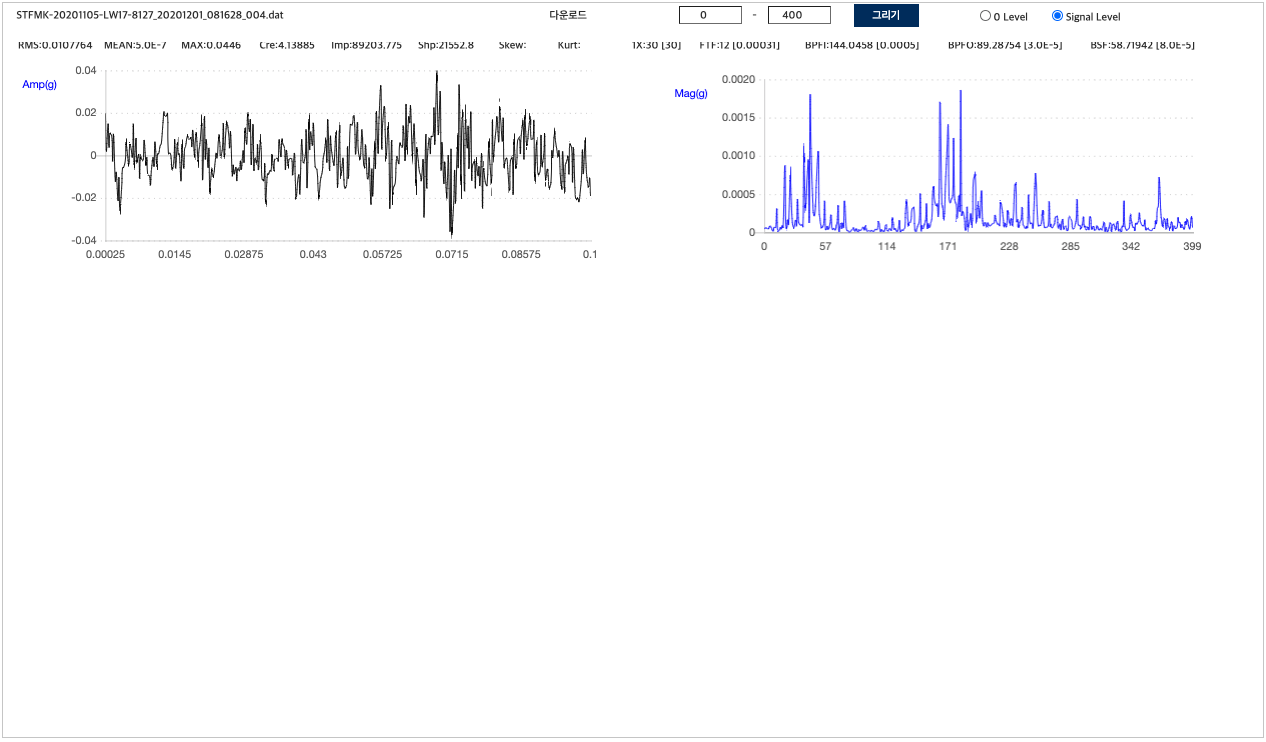 STFMK-20201105-LW17-8127_20201201_081628_004.dat 다운로드 0 - 400 그리기 0 Level Signal Level
RMS:0.0107764 MEAN:5.0E-7 MAX:0.0446 Cre:4.13885 Imp:89203.775 Shp:21552.8 Skew: Kurt: 1X:30 [30] FTF:12 [0.00031] BPFI:144.0458 [0.0005] BPFO:89.28754 [3.0E-5] BSF:58.71942 [8.0E-5]
Amp(g)
0.04
0.02
0
-0.02
-0.04
0.00025 0.0145 0.02875 0.043 0.05725 0.0715 0.08575 0.1
Mag(g)
0.0020
0.0015
0.0010
0.0005
0
0 57 114 171 228 285 342 399